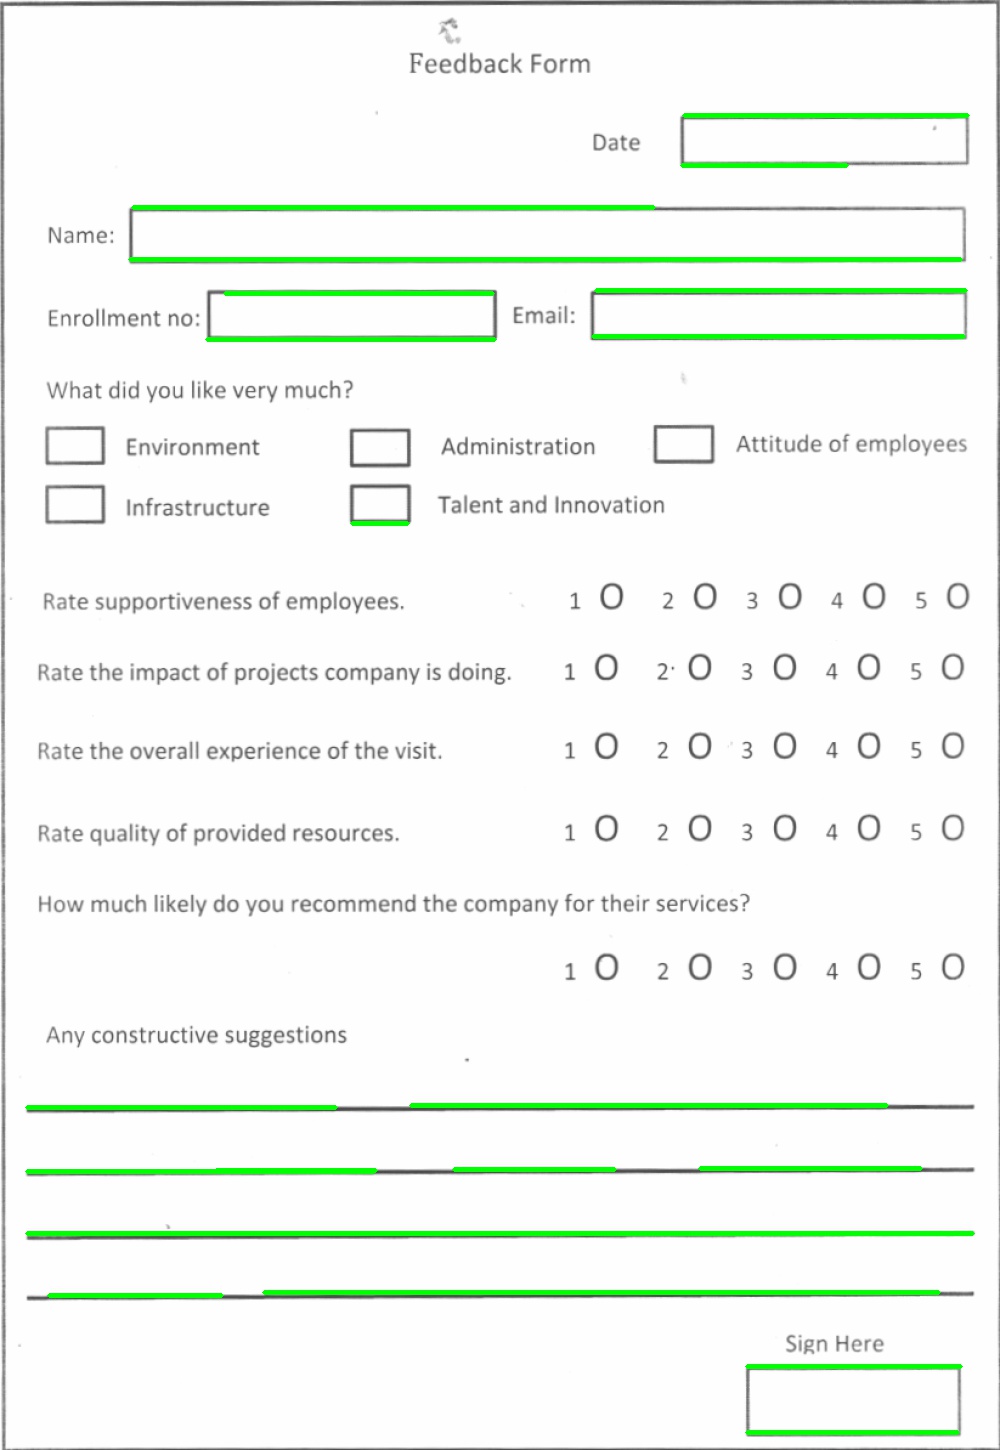 Feedback Form
Date
Name:
Enrollment no:
Email:
What did you like very much?
Environment
Administration
Attitude of employees
Infrastructure
Talent and Innovation
Rate supportiveness of employees. 1 O 2 O 3 O 4 O 5 O
Rate the impact of projects company is doing. 1 O 2 O 3 O 4 O 5 O
Rate the overall experience of the visit. 1 O 2 O 3 O 4 O 5 O
Rate quality of provided resources. 1 O 2 O 3 O 4 O 5 O
How much likely do you recommend the company for their services?
1 O 2 O 3 O 4 O 5 O
Any constructive suggestions
Sign Here